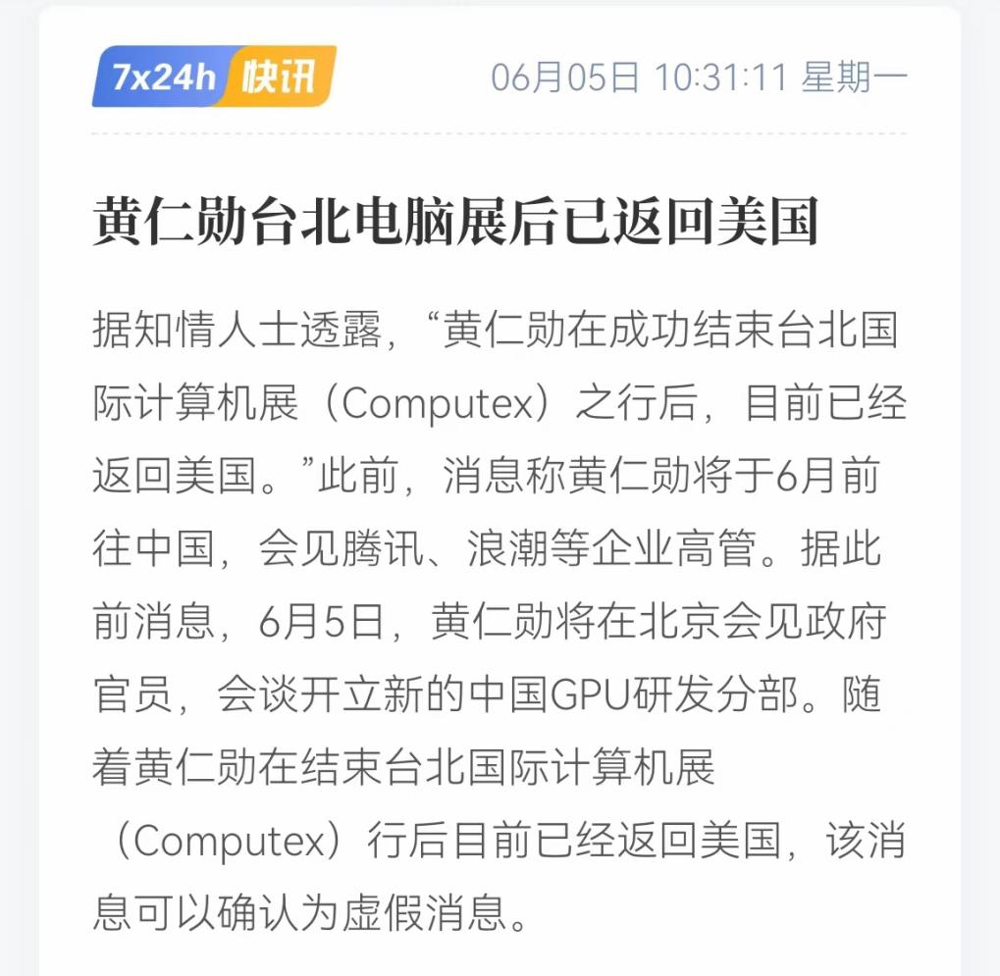 7x24h 快讯
06月05日 10:31:11 星期一
黄仁勋台北电脑展后已返回美国
据知情人士透露，“黄仁勋在成功结束台北国
际计算机展（Computex）之行后，目前已经
返回美国。”此前，消息称黄仁勋将于6月前
往中国，会见腾讯、浪潮等企业高管。据此
前消息，6月5日，黄仁勋将在北京会见政府
官员，会谈开立新的中国GPU研发分部。随
着黄仁勋在结束台北国际计算机展
（Computex）行后目前已经返回美国，该消
息可以确认为虚假消息。